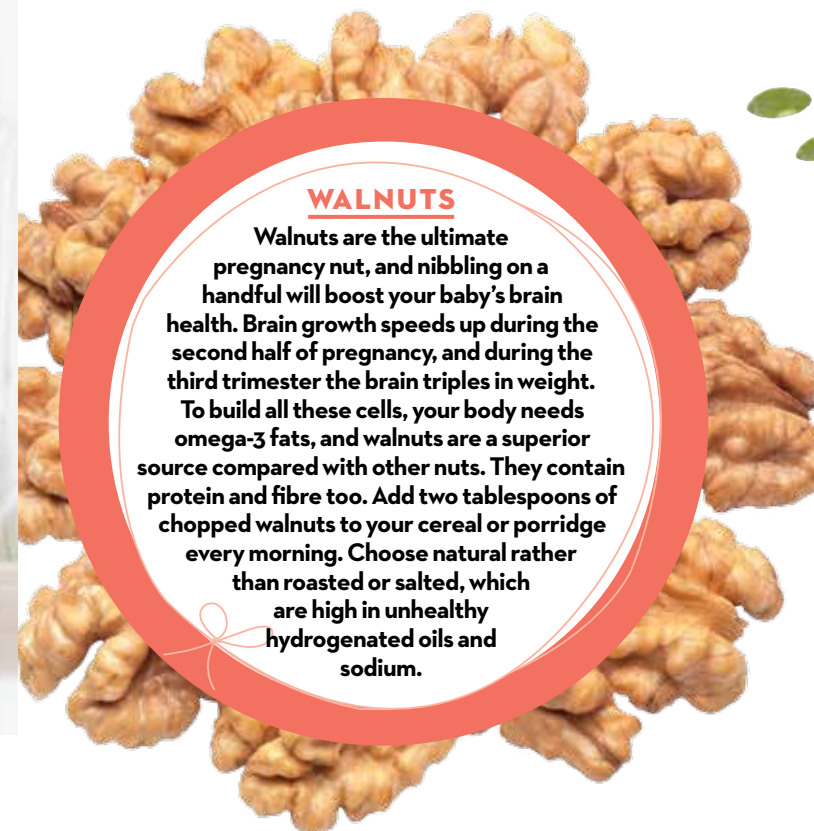 WALNUTS
Walnuts are the ultimate
pregnancy nut, and nibbling on a
handful will boost your baby’s brain
health. Brain growth speeds up during the
second half of pregnancy, and during the
third trimester the brain triples in weight.
To build all these cells, your body needs
omega-3 fats, and walnuts are a superior
source compared with other nuts. They contain
protein and fibre too. Add two tablespoons of
chopped walnuts to your cereal or porridge
every morning. Choose natural rather
than roasted or salted, which
are high in unhealthy
hydrogenated oils and
sodium.